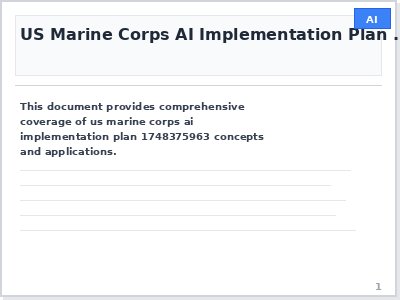 AI
US Marine Corps AI Implementation Plan .
This document provides comprehensive
coverage of us marine corps ai
implementation plan 1748375963 concepts
and applications.
1